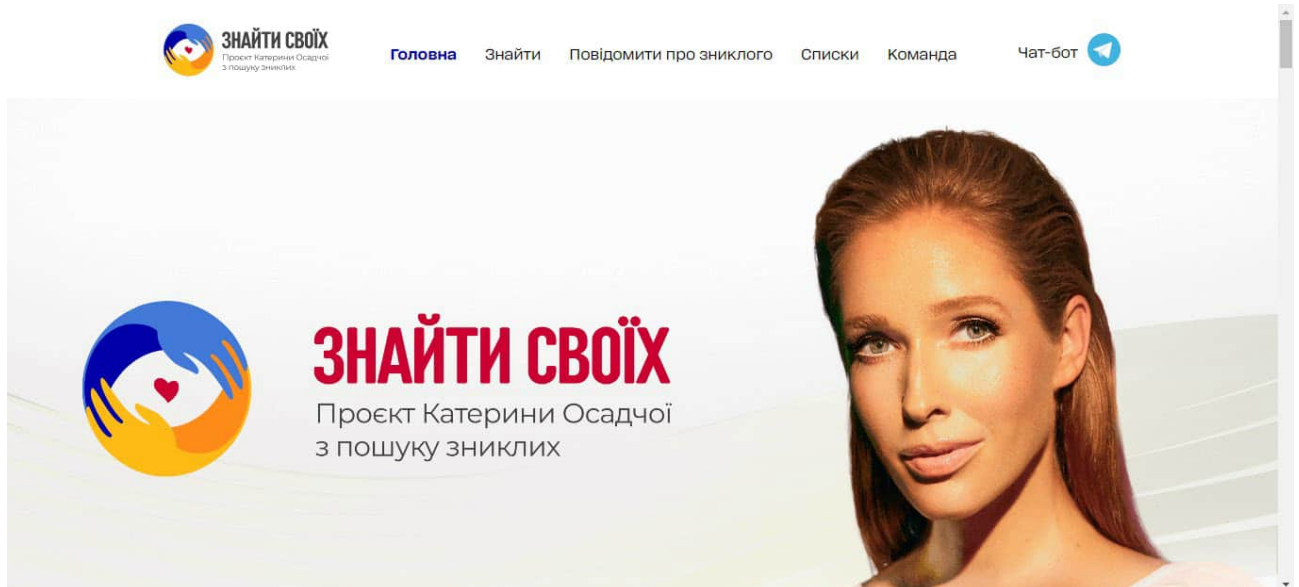 ЗНАЙТИ СВОЇХ
Проєкт Катерини Осадчої
з пошуку зниклих
Головна Знайти Повідомити про зниклого Списки Команда Чат-бот
ЗНАЙТИ СВОЇХ
Проєкт Катерини Осадчої
з пошуку зниклих